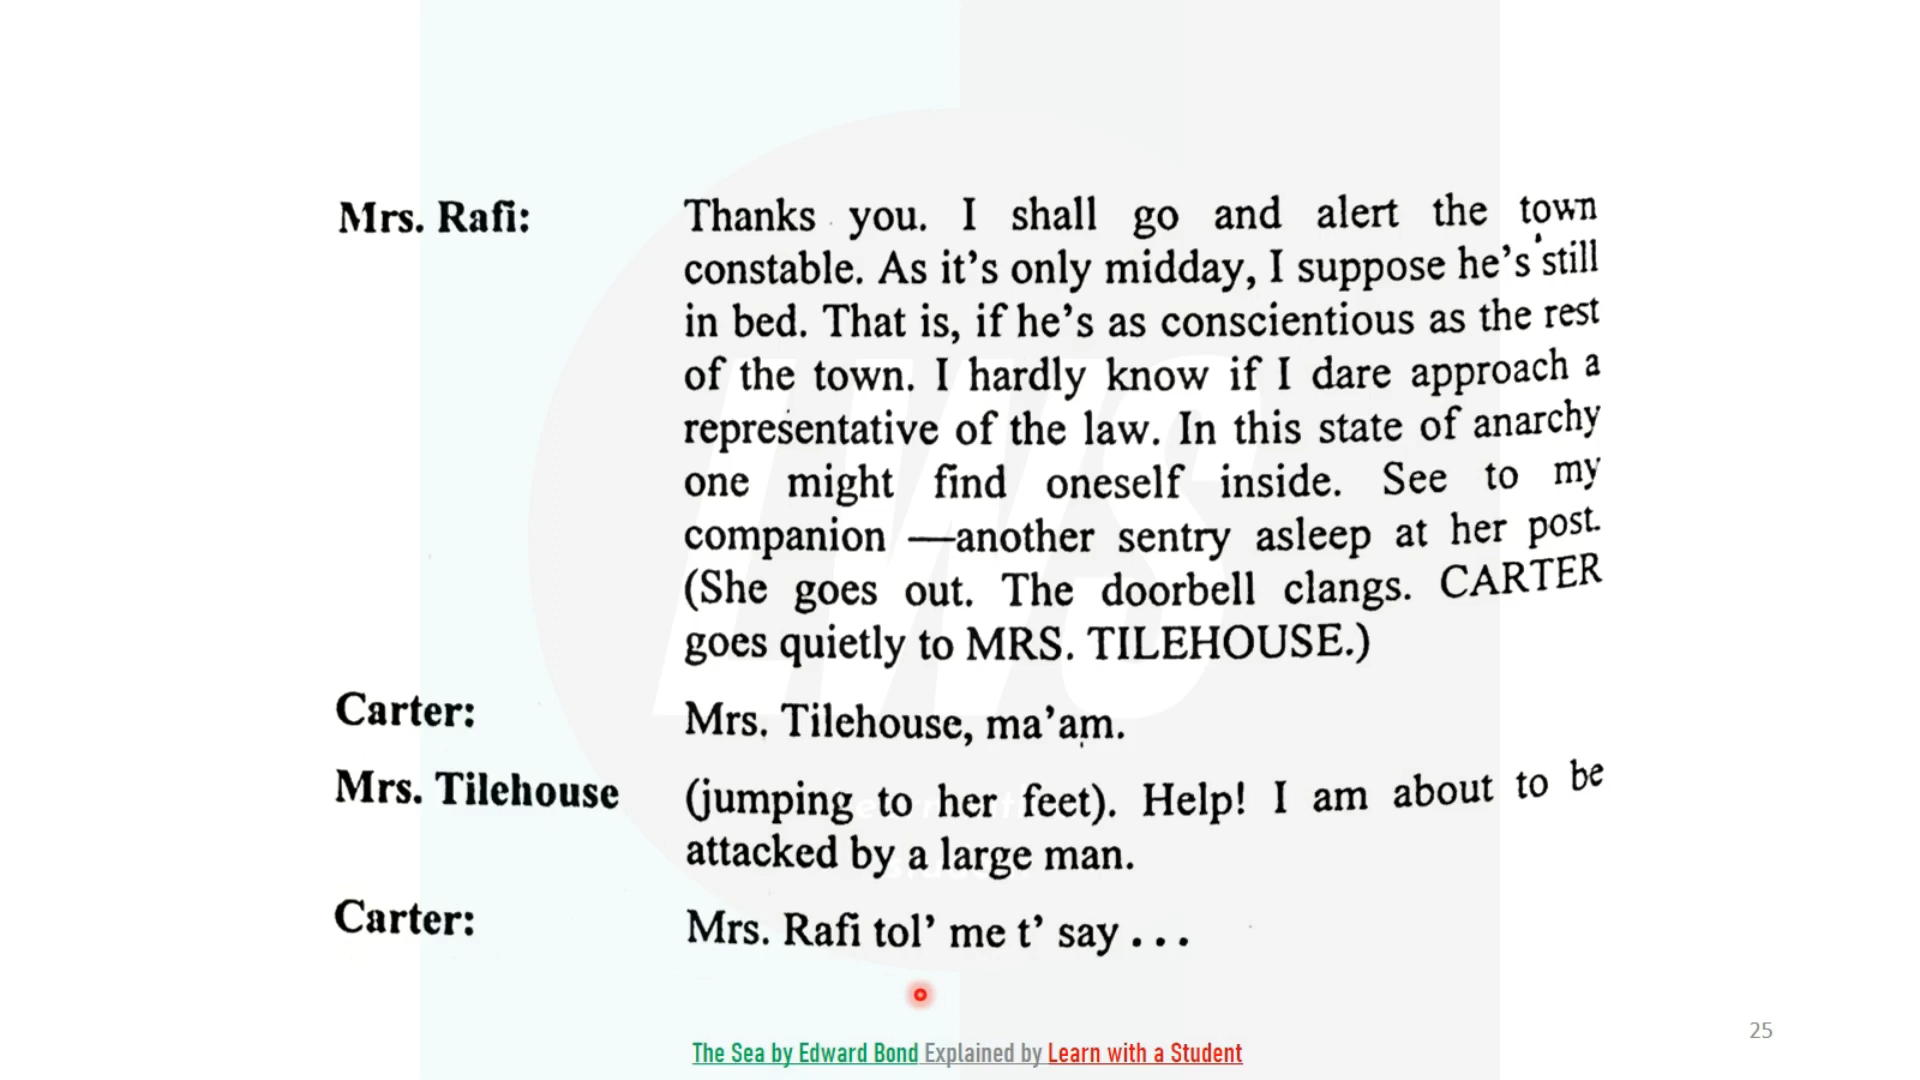 Mrs. Rafi: Thanks you. I shall go and alert the town
constable. As it's only midday, I suppose he's still
in bed. That is, if he's as conscientious as the rest
of the town. I hardly know if I dare approach a
representative of the law. In this state of anarchy
one might find oneself inside. See to my
companion —another sentry asleep at her post.
(She goes out. The doorbell clangs. CARTER
goes quietly to MRS. TILEHOUSE.)
Carter: Mrs. Tilehouse, ma'am.
Mrs. Tilehouse (jumping to her feet). Help! I am about to be
attacked by a large man.
Carter: Mrs. Rafi tol' me t' say . . .
LWS
25
The Sea by Edward Bond Explained by Learn with a Student